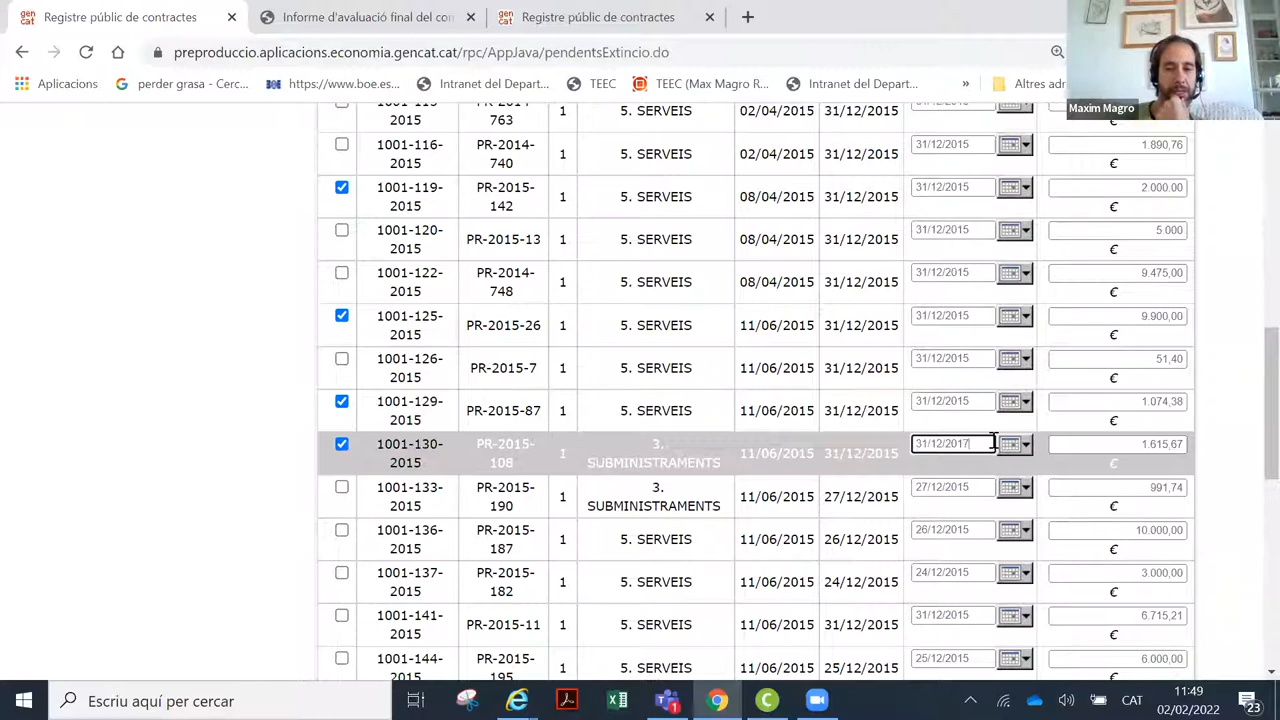 Registre públic de contractes
Informe d'avaluació final del con
Registre públic de contractes
preproduccio.aplicacions.economia.gencat.cat/rpc/AppJava/pendentsExtincio.do
Aplicacions
perder grasa - Cerc...
https://www.boe.es...
Intranet del Depart...
TEEC
TEEC (Max Magro R...
Intranet del Depart...
»
Altres adr
Maxim Magro
2015
763
1
5. SERVEIS
02/04/2015
31/12/2015
€
1001-116-
2015
PR-2014-
740
1
5. SERVEIS
02/04/2015
31/12/2015
31/12/2015
1.890,76
€
1001-119-
2015
PR-2015-
142
1
5. SERVEIS
08/04/2015
31/12/2015
31/12/2015
2.000,00
€
1001-120-
2015
PR-2015-13
1
5. SERVEIS
08/04/2015
31/12/2015
31/12/2015
5.000
€
1001-122-
2015
PR-2014-
748
1
5. SERVEIS
08/04/2015
31/12/2015
31/12/2015
9.475,00
€
1001-125-
2015
PR-2015-26
1
5. SERVEIS
11/06/2015
31/12/2015
31/12/2015
9.900,00
€
1001-126-
2015
PR-2015-7
1
5. SERVEIS
11/06/2015
31/12/2015
31/12/2015
51,40
€
1001-129-
2015
PR-2015-87
1
5. SERVEIS
11/06/2015
31/12/2015
31/12/2015
1.074,38
€
1001-130-
2015
PR-2015-
108
3.
SUBMINISTRAMENTS
11/06/2015
31/12/2015
31/12/2017
1.615,67
€
1001-133-
2015
PR-2015-
190
1
3.
SUBMINISTRAMENTS
11/06/2015
27/12/2015
27/12/2015
991,74
€
1001-136-
2015
PR-2015-
187
1
5. SERVEIS
11/06/2015
26/12/2015
26/12/2015
10.000,00
€
1001-137-
2015
PR-2015-
182
1
5. SERVEIS
11/06/2015
24/12/2015
24/12/2015
3.000,00
€
1001-141-
2015
PR-2015-11
1
5. SERVEIS
11/06/2015
31/12/2015
31/12/2015
6.715,21
€
1001-144-
PR-2015-
1
5. SERVEIS
11/06/2015
25/12/2015
25/12/2015
6.000,00
Escriu aquí per cercar
CAT
11:49
02/02/2022
23